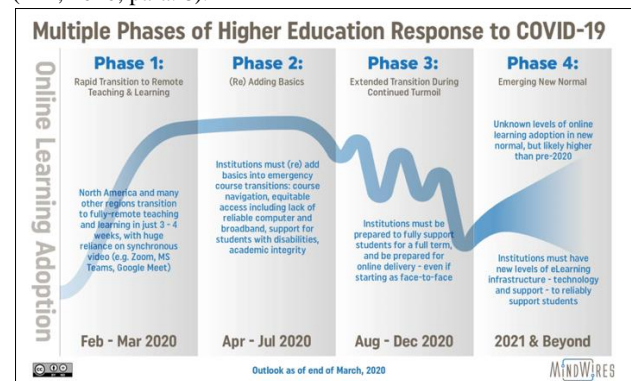 Multiple Phases of Higher Education Response to COVID-19
Online Learning Adoption
Phase 1:
Rapid Transition to Remote
Teaching & Learning
North America and many
other regions transition
to fully-remote teaching
and learning in just 3 - 4
weeks, with huge
reliance on synchronous
video (e.g. Zoom, MS
Teams, Google Meet)
Feb - Mar 2020
Phase 2:
(Re) Adding Basics
Institutions must (re) add
basics into emergency
course transitions: course
navigation, equitable
access including lack of
reliable computer and
broadband, support for
students with disabilities,
academic integrity
Apr - Jul 2020
Phase 3:
Extended Transition During
Continued Turmoil
Institutions must be
prepared to fully support
students for a full term,
and be prepared for
online delivery - even if
starting as face-to-face
Aug - Dec 2020
Phase 4:
Emerging New Normal
Unknown levels of online
learning adoption in new
normal, but likely higher
than pre-2020
Institutions must have
new levels of eLearning
infrastructure - technology
and support - to reliably
support students
2021 & Beyond
Outlook as of end of March, 2020
MINDWIRES